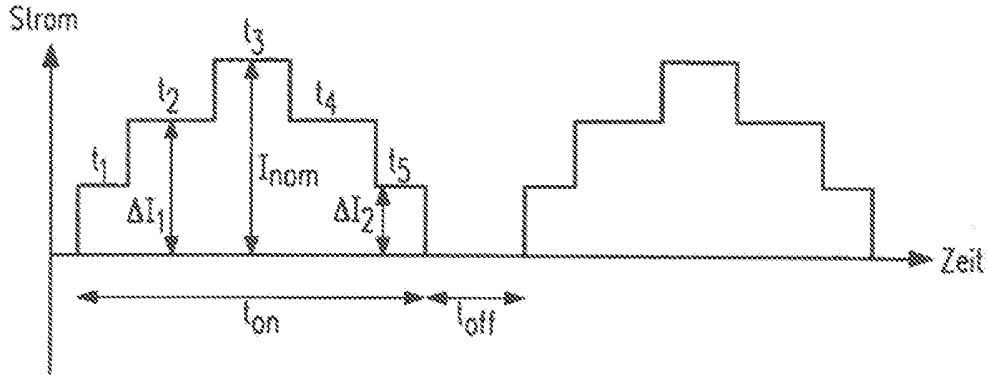 Strom
t3
t2
t4
t1
t5
Inom
ΔI1
ΔI2
Zeit
ton
toff